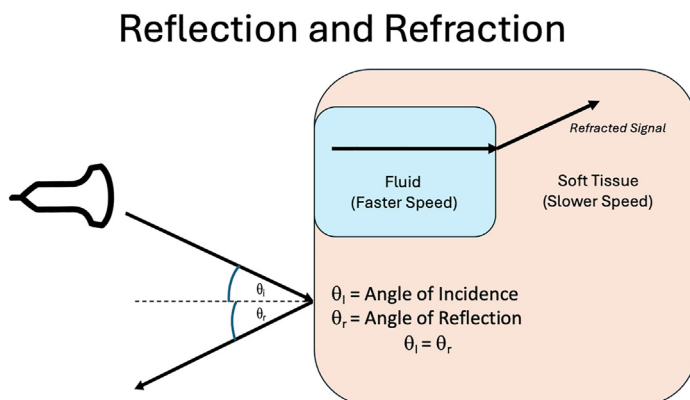 Reflection and Refraction
Refracted Signal
Fluid
(Faster Speed)
Soft Tissue
(Slower Speed)
θi
θr
θI = Angle of Incidence
θr = Angle of Reflection
θI = θr